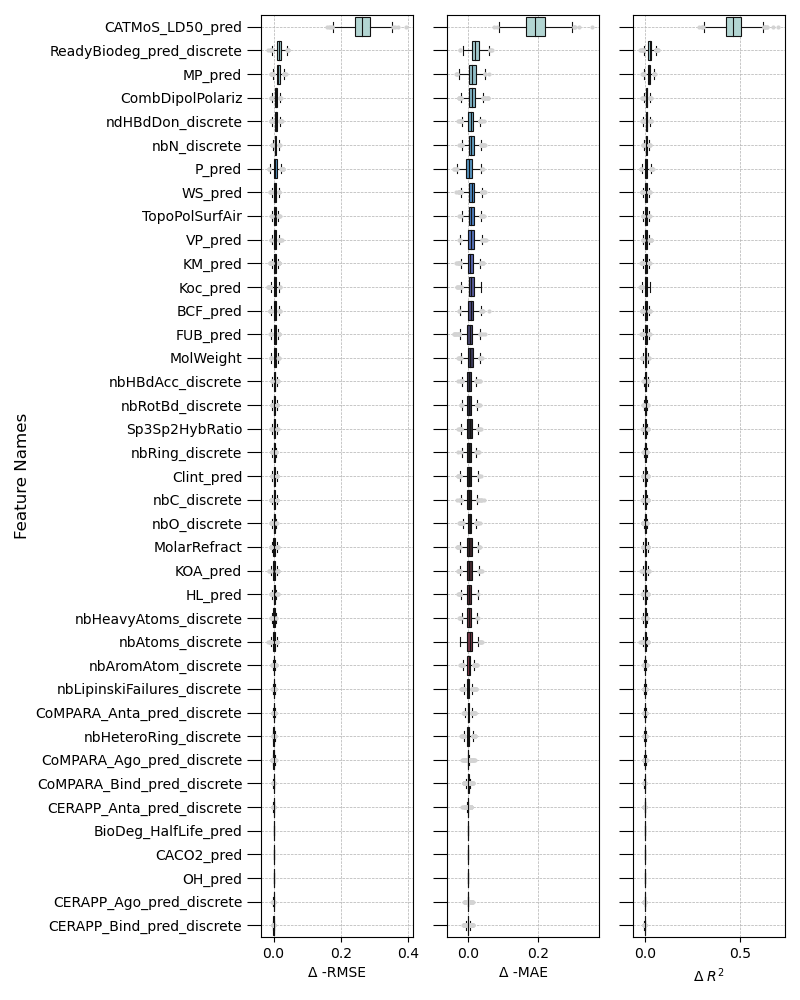 CATMoS_LD50_pred
ReadyBiodeg_pred_discrete
MP_pred
CombDipolPolariz
ndHBdDon_discrete
nbN_discrete
P_pred
WS_pred
TopoPolSurfAir
VP_pred
KM_pred
Koc_pred
BCF_pred
FUB_pred
MolWeight
nbHBdAcc_discrete
nbRotBd_discrete
Sp3Sp2HybRatio
nbRing_discrete
Clint_pred
nbC_discrete
nbO_discrete
MolarRefract
KOA_pred
HL_pred
nbHeavyAtoms_discrete
nbAtoms_discrete
nbAromAtom_discrete
nbLipinskiFailures_discrete
CoMPARA_Anta_pred_discrete
nbHeteroRing_discrete
CoMPARA_Ago_pred_discrete
CoMPARA_Bind_pred_discrete
CERAPP_Anta_pred_discrete
BioDeg_HalfLife_pred
CACO2_pred
OH_pred
CERAPP_Ago_pred_discrete
CERAPP_Bind_pred_discrete
Feature Names
0.0 0.2 0.4
Δ -RMSE
0.0 0.2
Δ -MAE
0.0 0.5
Δ R²